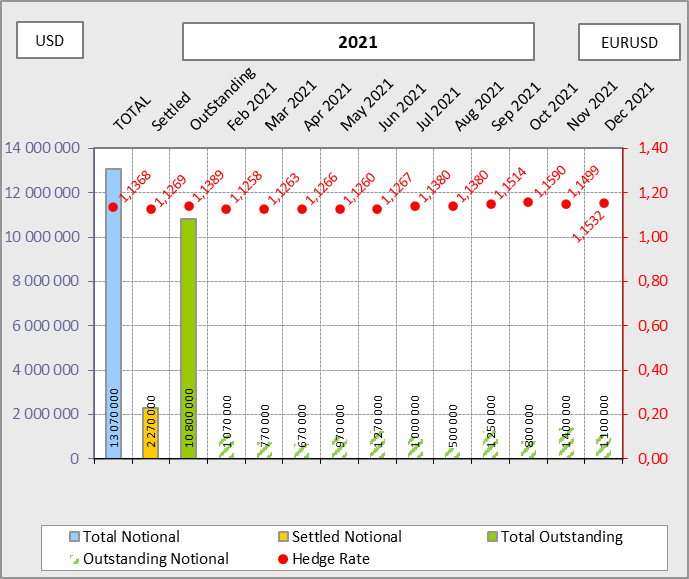 USD
2021
EURUSD
TOTAL
Settled
OutStanding
Feb 2021
Mar 2021
Apr 2021
May 2021
Jun 2021
Jul 2021
Aug 2021
Sep 2021
Oct 2021
Nov 2021
Dec 2021
14 000 000
12 000 000
10 000 000
8 000 000
6 000 000
4 000 000
2 000 000
0
1,1368
1,1269
1,1389
1,1258
1,1263
1,1266
1,1260
1,1267
1,1380
1,1380
1,1514
1,1590
1,1499
1,1532
13 070 000
2 270 000
10 800 000
1 070 000
770 000
670 000
970 000
1 270 000
1 000 000
500 000
1 250 000
800 000
1 400 000
1 100 000
1,40
1,20
1,00
0,80
0,60
0,40
0,20
0,00
Total Notional
Settled Notional
Total Outstanding
Outstanding Notional
Hedge Rate